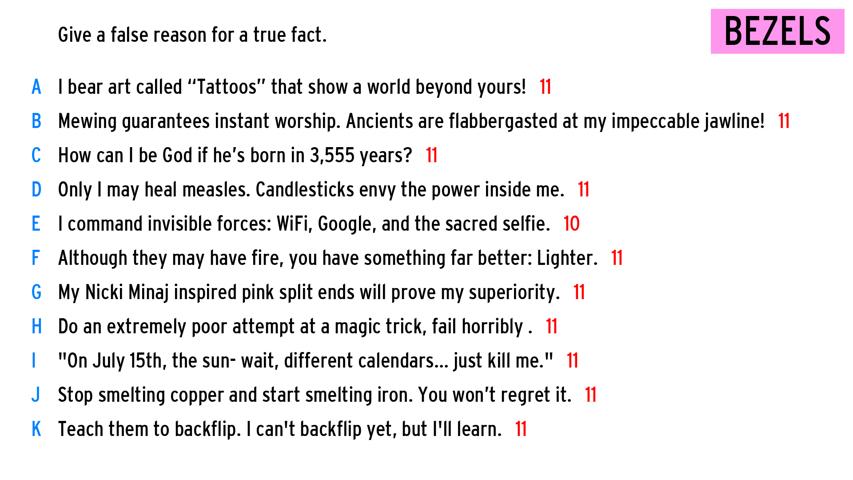 Give a false reason for a true fact.
BEZELS
A I bear art called “Tattoos” that show a world beyond yours! 11
B Mewing guarantees instant worship. Ancients are flabbergasted at my impeccable jawline! 11
C How can I be God if he’s born in 3,555 years? 11
D Only I may heal measles. Candlesticks envy the power inside me. 11
E I command invisible forces: WiFi, Google, and the sacred selfie. 10
F Although they may have fire, you have something far better: Lighter. 11
G My Nicki Minaj inspired pink split ends will prove my superiority. 11
H Do an extremely poor attempt at a magic trick, fail horribly . 11
I "On July 15th, the sun- wait, different calendars... just kill me." 11
J Stop smelting copper and start smelting iron. You won’t regret it. 11
K Teach them to backflip. I can't backflip yet, but I'll learn. 11